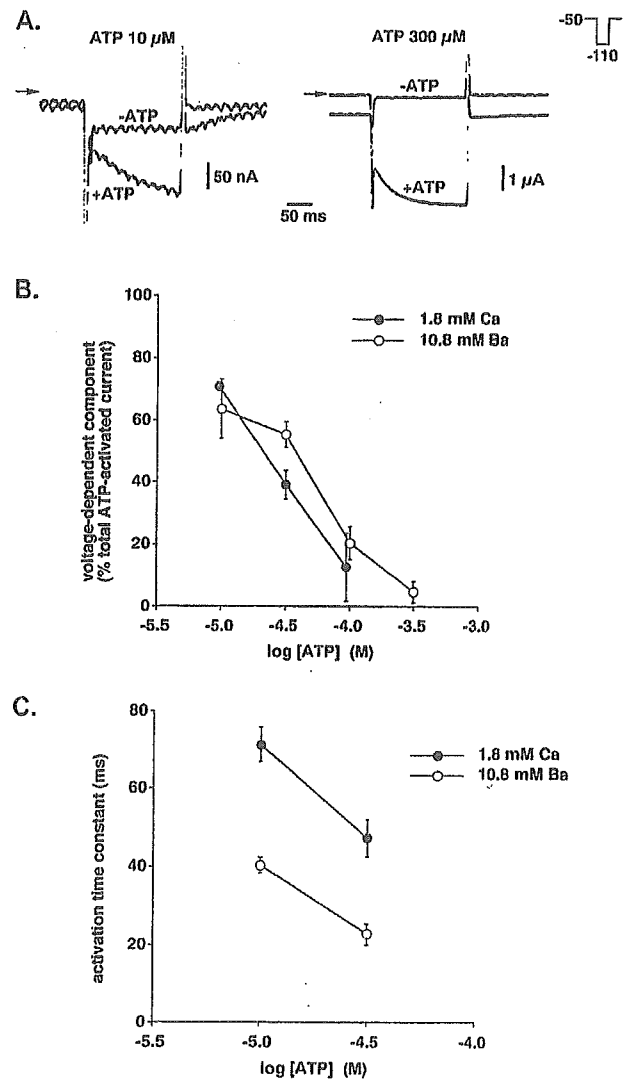 A.
ATP 10 µM
ATP 300 µM
-50
-110
-ATP
+ATP
50 nA
-ATP
+ATP
1 µA
50 ms
B.
voltage-dependent component
(% total ATP-activated current)
100
80
60
40
20
0
1.8 mM Ca
10.8 mM Ba
-5.5 -5.0 -4.5 -4.0 -3.5 -3.0
log [ATP] (M)
C.
activation time constant (ms)
80
60
40
20
0
1.8 mM Ca
10.8 mM Ba
-5.5 -5.0 -4.5 -4.0
log [ATP] (M)